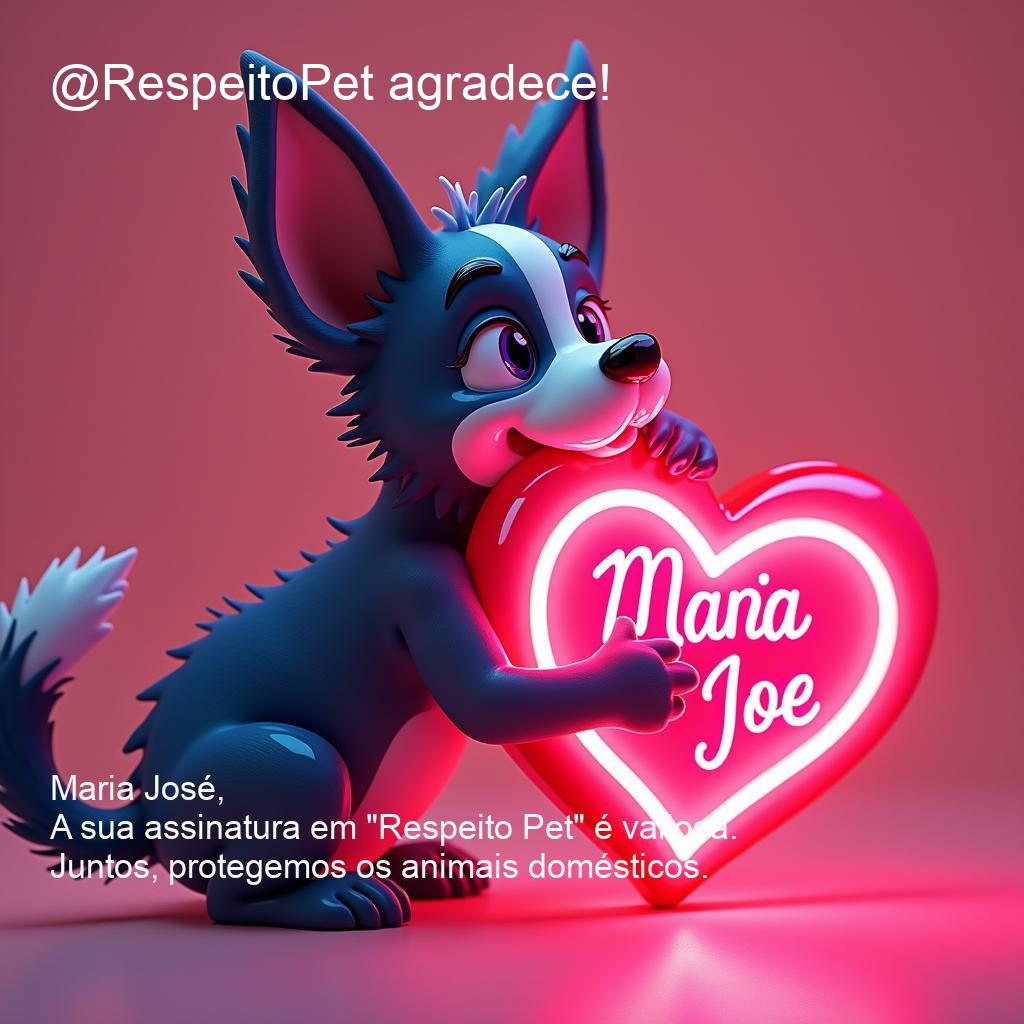 @RespeitoPet agradece!
Maria
Joe
Maria José,
A sua assinatura em "Respeito Pet" é valiosa.
Juntos, protegemos os animais domésticos.